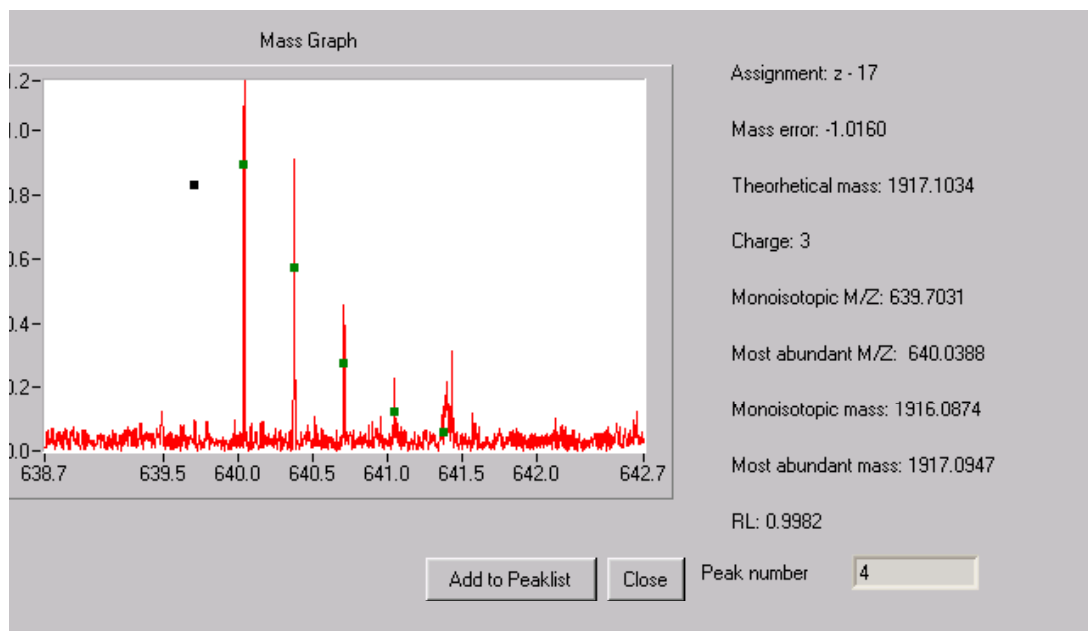 Mass Graph
1.2
1.0
0.8
0.6
0.4
0.2
0.0
638.7 639.5 640.0 640.5 641.0 641.5 642.0 642.7
Assignment: z - 17
Mass error: -1.0160
Theorhetical mass: 1917.1034
Charge: 3
Monoisotopic M/Z: 639.7031
Most abundant M/Z: 640.0388
Monoisotopic mass: 1916.0874
Most abundant mass: 1917.0947
RL: 0.9982
Add to Peaklist Close Peak number 4